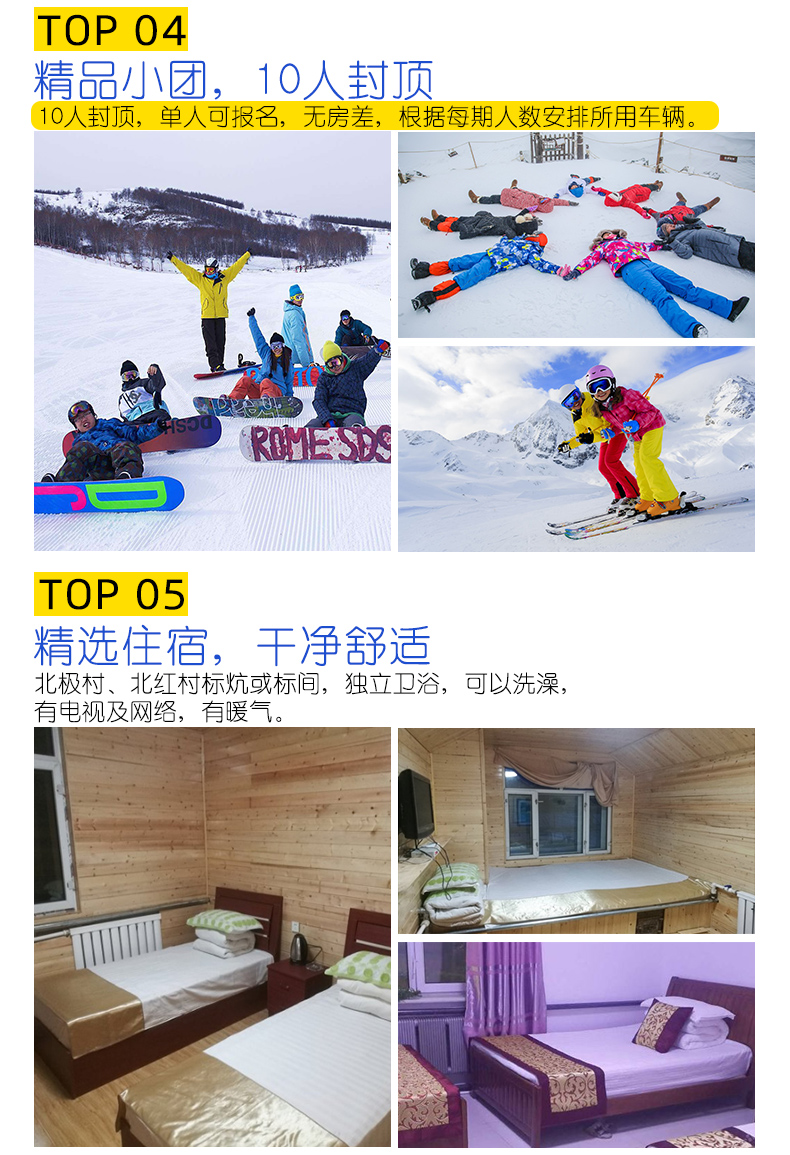 TOP 04
精品小团，10人封顶
10人封顶，单人可报名，无房差，根据每期人数安排所用车辆。
DCSH
ROME SDS
TOP 05
精选住宿，干净舒适
北极村、北红村标炕或标间，独立卫浴，可以洗澡，
有电视及网络，有暖气。